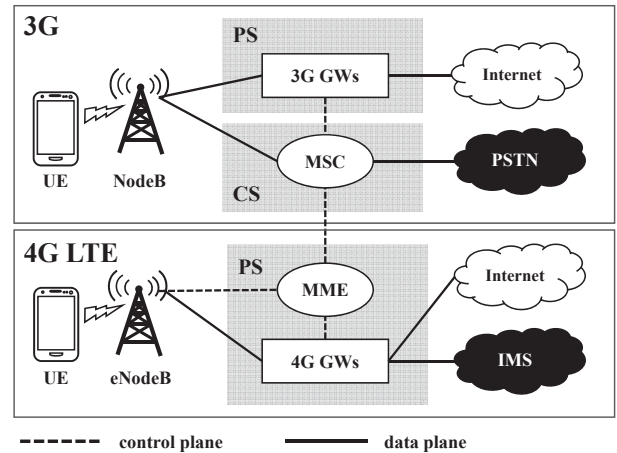 3G
PS
3G GWs
Internet
MSC
PSTN
UE
NodeB
CS
4G LTE
PS
MME
Internet
4G GWs
IMS
UE
eNodeB
control plane
data plane